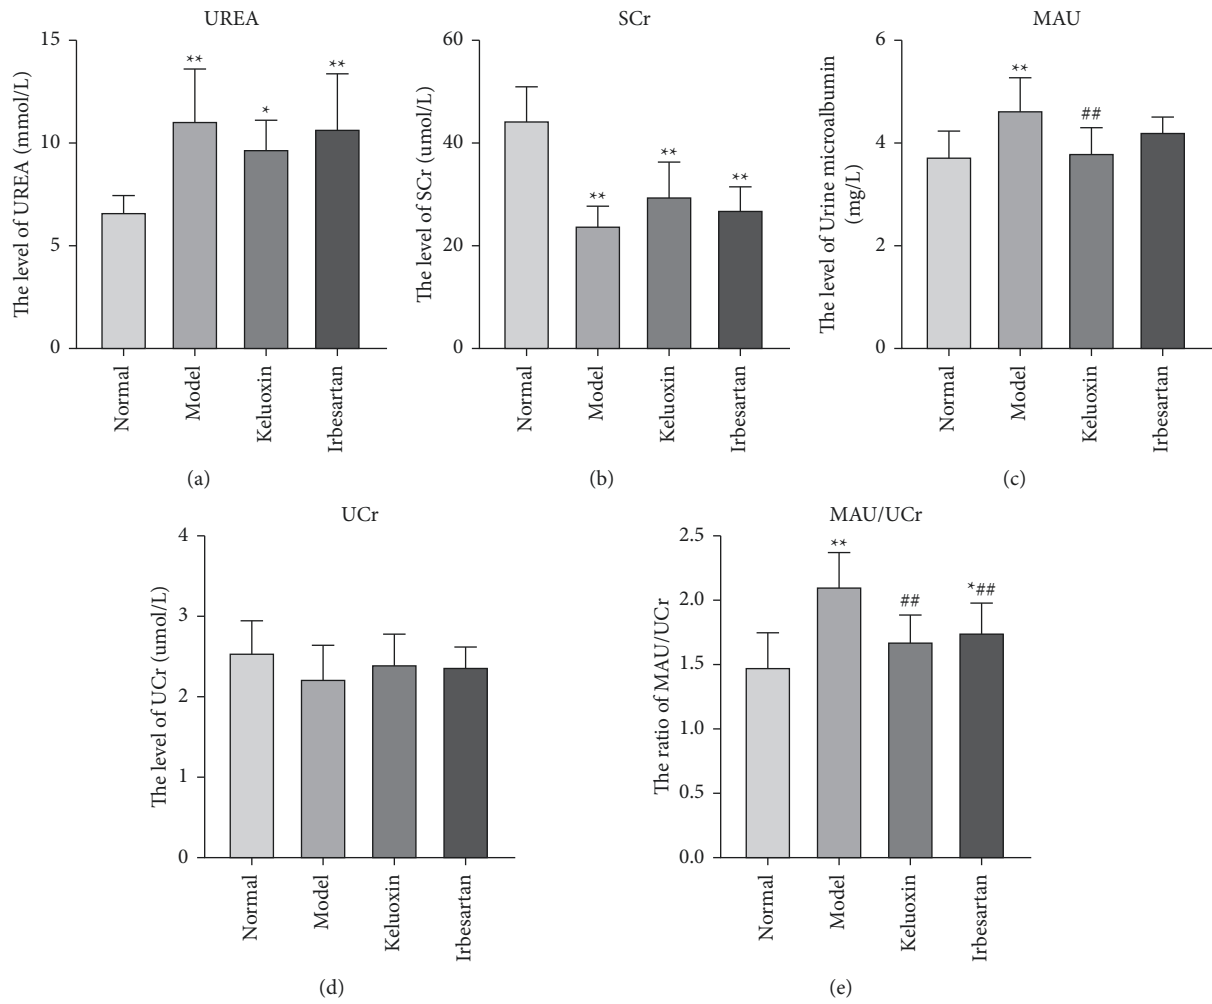 UREA
The level of UREA (mmol/L)
15
10
5
0
**
*
**
Normal
Model
Keluoxin
Irbesartan
(a)
SCr
The level of SCr (umol/L)
60
40
20
0
**
**
**
Normal
Model
Keluoxin
Irbesartan
(b)
MAU
The level of Urine microalbumin
(mg/L)
6
4
2
0
**
##
Normal
Model
Keluoxin
Irbesartan
(c)
UCr
The level of UCr (umol/L)
4
3
2
1
0
Normal
Model
Keluoxin
Irbesartan
(d)
MAU/UCr
The ratio of MAU/UCr
2.5
2.0
1.5
1.0
0.5
0.0
**
##
*##
Normal
Model
Keluoxin
Irbesartan
(e)